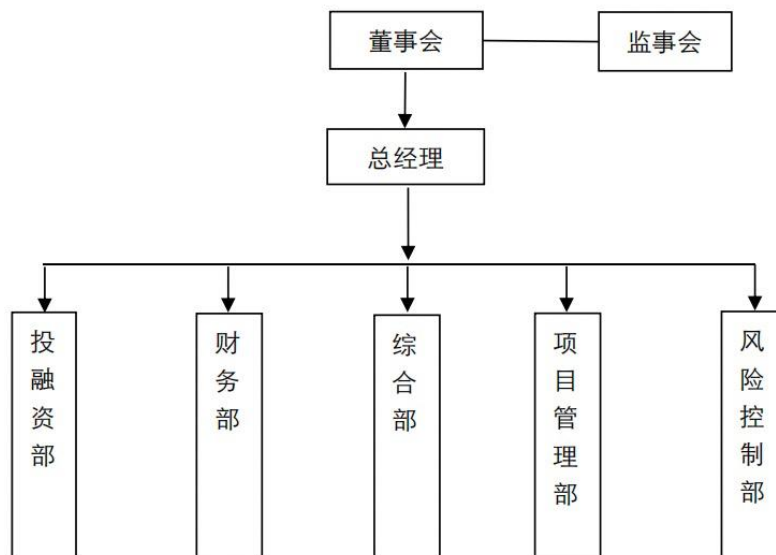 董事会
监事会
总经理
投融资部
财务部
综合部
项目管理部
风险控制部